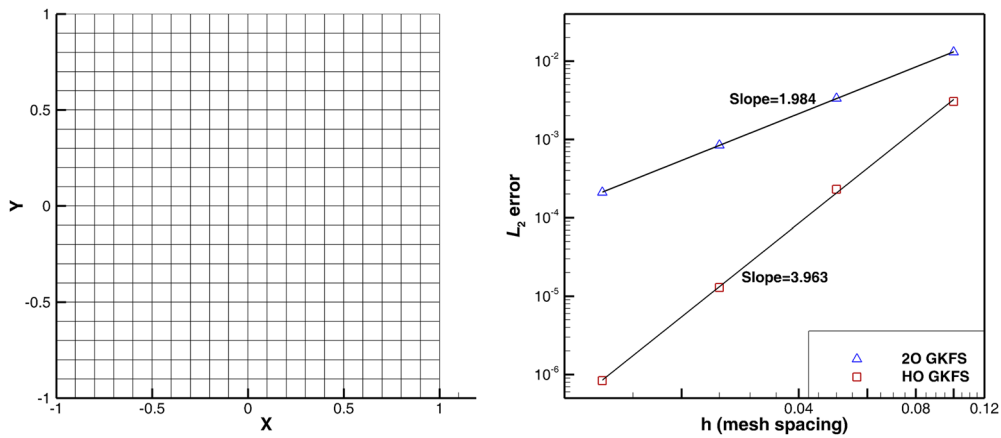 1
0.5
0
-0.5
-1
-1
-0.5
0
0.5
1
X
Y
10-2
10-3
10-4
10-5
10-6
L2 error
Slope=1.984
Slope=3.963
2O GKFS
HO GKFS
0.04
0.08
0.12
h (mesh spacing)